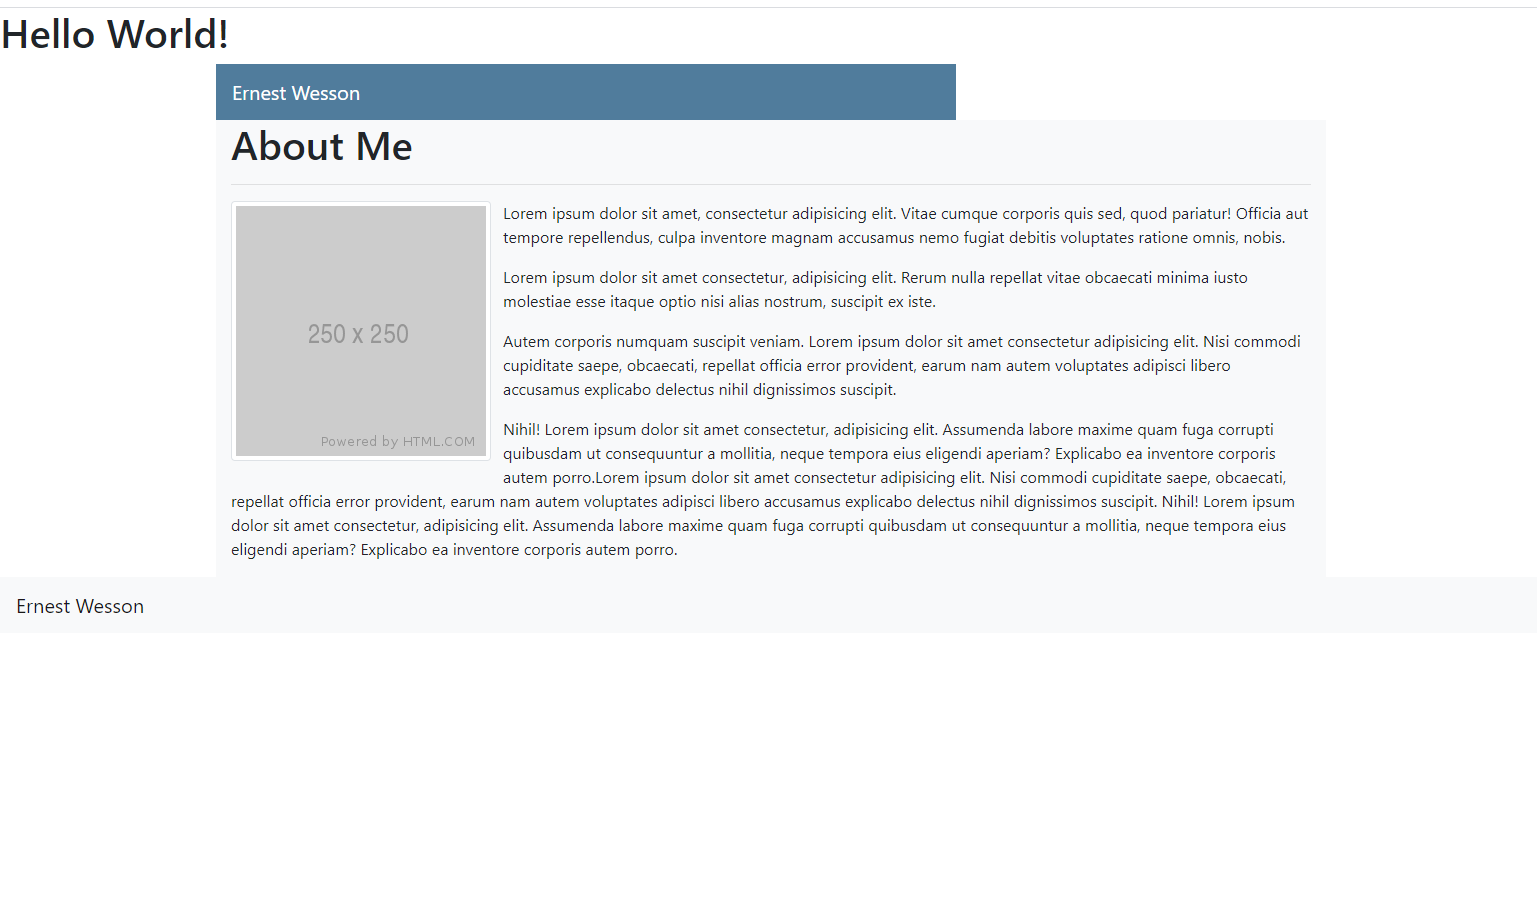 Hello World!
Ernest Wesson
About Me
Lorem ipsum dolor sit amet, consectetur adipisicing elit. Vitae cumque corporis quis sed, quod pariatur! Officia aut
tempore repellendus, culpa inventore magnam accusamus nemo fugiat debitis voluptates ratione omnis, nobis.
Lorem ipsum dolor sit amet consectetur, adipisicing elit. Rerum nulla repellat vitae obcaecati minima iusto
molestiae esse itaque optio nisi alias nostrum, suscipit ex iste.
Autem corporis numquam suscipit veniam. Lorem ipsum dolor sit amet consectetur adipisicing elit. Nisi commodi
cupiditate saepe, obcaecati, repellat officia error provident, earum nam autem voluptates adipisci libero
accusamus explicabo delectus nihil dignissimos suscipit.
250 x 250
Powered by HTML.COM
Nihil! Lorem ipsum dolor sit amet consectetur, adipisicing elit. Assumenda labore maxime quam fuga corrupti
quibusdam ut consequuntur a mollitia, neque tempora eius eligendi aperiam? Explicabo ea inventore corporis
autem porro.Lorem ipsum dolor sit amet consectetur adipisicing elit. Nisi commodi cupiditate saepe, obcaecati,
repellat officia error provident, earum nam autem voluptates adipisci libero accusamus explicabo delectus nihil dignissimos suscipit. Nihil! Lorem ipsum
dolor sit amet consectetur, adipisicing elit. Assumenda labore maxime quam fuga corrupti quibusdam ut consequuntur a mollitia, neque tempora eius
eligendi aperiam? Explicabo ea inventore corporis autem porro.
Ernest Wesson